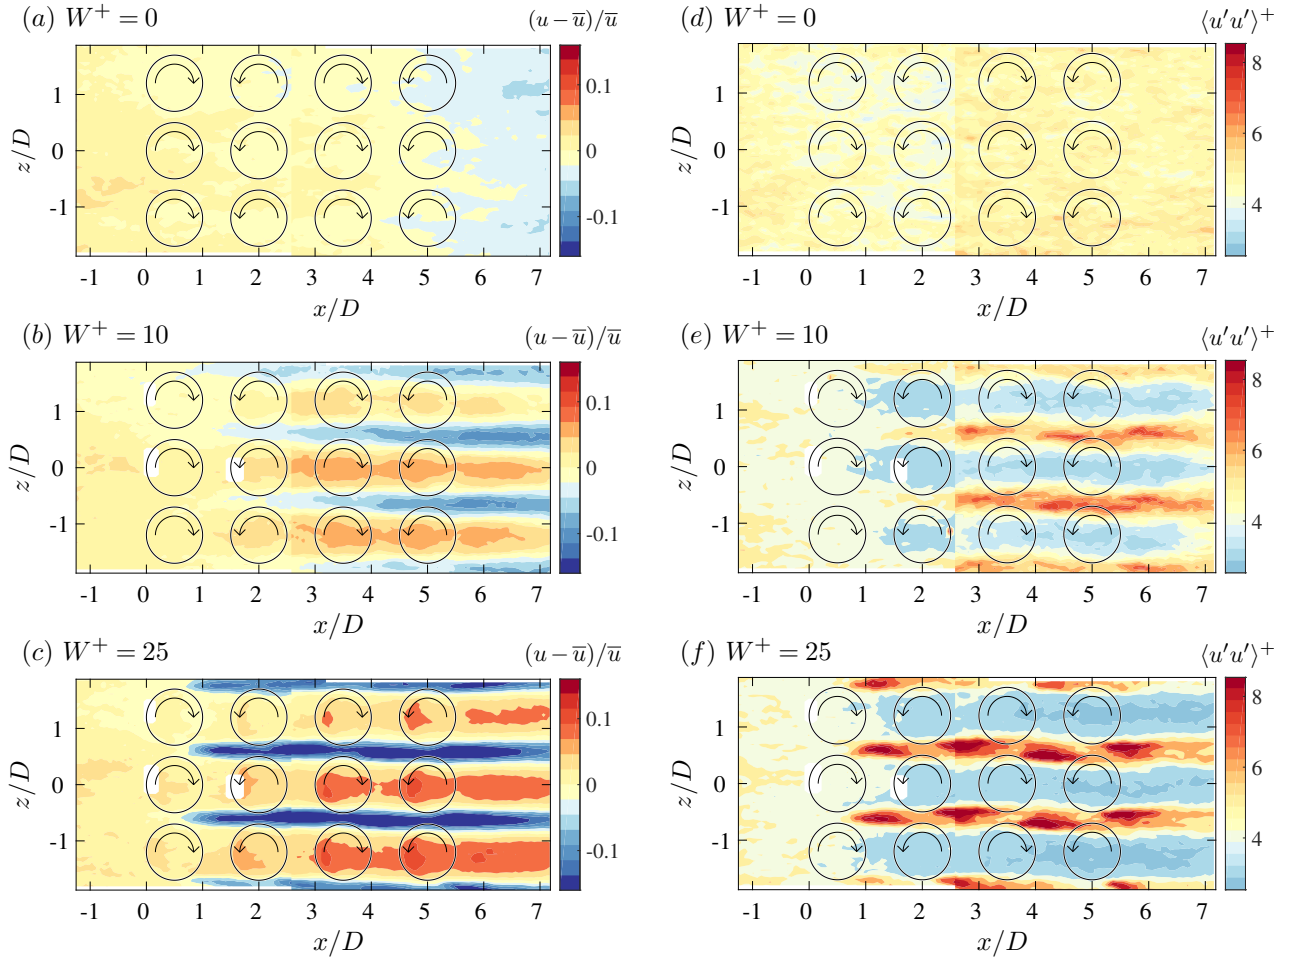 (a) W⁺ = 0
(u − u̅)/u̅
1
0
-1
z/D
-1 0 1 2 3 4 5 6 7
x/D
0.1
0
-0.1
(d) W⁺ = 0
⟨u′u′⟩⁺
1
0
-1
z/D
-1 0 1 2 3 4 5 6 7
x/D
8
6
4
(b) W⁺ = 10
(u − u̅)/u̅
1
0
-1
z/D
-1 0 1 2 3 4 5 6 7
x/D
0.1
0
-0.1
(e) W⁺ = 10
⟨u′u′⟩⁺
1
0
-1
z/D
-1 0 1 2 3 4 5 6 7
x/D
8
6
4
(c) W⁺ = 25
(u − u̅)/u̅
1
0
-1
z/D
-1 0 1 2 3 4 5 6 7
x/D
0.1
0
-0.1
(f) W⁺ = 25
⟨u′u′⟩⁺
1
0
-1
z/D
-1 0 1 2 3 4 5 6 7
x/D
8
6
4